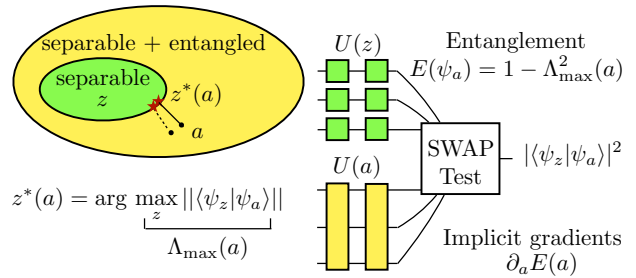 separable + entangled
separable
z
z*(a)
a
z*(a) = arg max_z ||⟨ψ_z|ψ_a⟩||
Λ_max(a)
U(z)
Entanglement
E(ψ_a) = 1 − Λ²_max(a)
SWAP
Test
|⟨ψ_z|ψ_a⟩|²
U(a)
Implicit gradients
∂_a E(a)